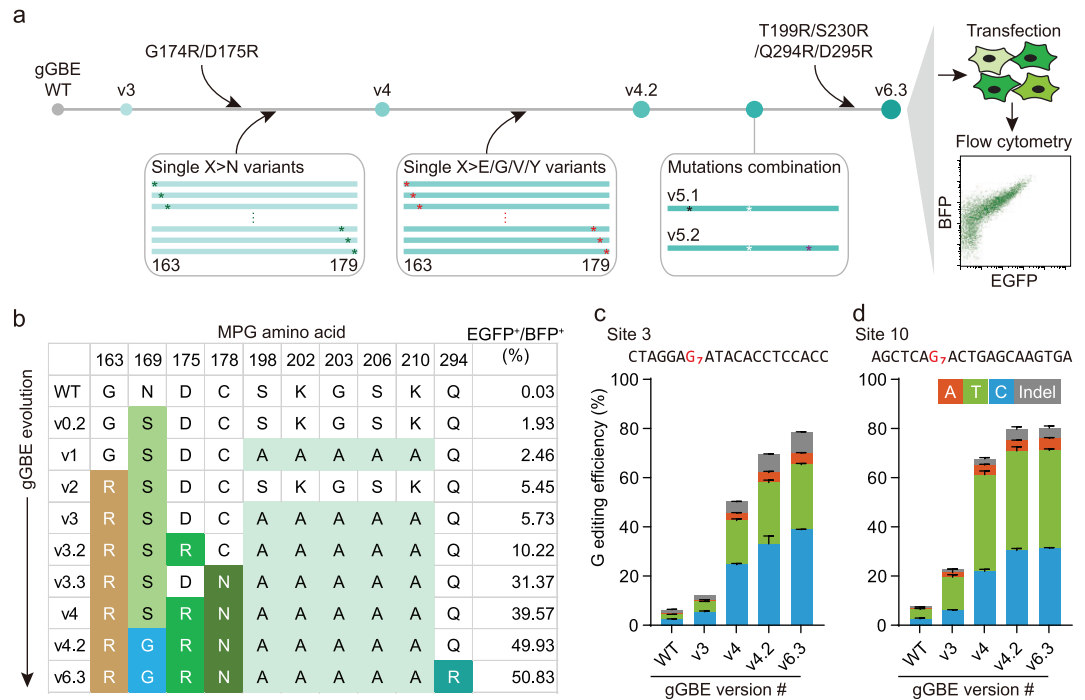 a
G174R/D175R
T199R/S230R
/Q294R/D295R
Transfection
gGBE
WT
v3
v4
v4.2
v6.3
Flow cytometry
Single X>N variants
* * *
⋮
* * *
163 179
Single X>E/G/V/Y variants
* * *
⋮
* * *
163 179
Mutations combination
v5.1
* *
v5.2
* *
BFP
EGFP
b
MPG amino acid
EGFP⁺/BFP⁺
(%)
163 169 175 178 198 202 203 206 210 294
gGBE evolution
WT G N D C S K G S K Q 0.03
v0.2 G S D C S K G S K Q 1.93
v1 G S D C A A A A A Q 2.46
v2 R S D C S K G S K Q 5.45
v3 R S D C A A A A A Q 5.73
v3.2 R S R C A A A A A Q 10.22
v3.3 R S D N A A A A A Q 31.37
v4 R S R N A A A A A Q 39.57
v4.2 R G R N A A A A A Q 49.93
v6.3 R G R N A A A A A R 50.83
c
Site 3
CTAGGAG₇ATACACCTCCACC
G editing efficiency (%)
100
80
60
40
20
0
WT v3 v4 v4.2 v6.3
gGBE version #
d
Site 10
AGCTCAG₇ACTGAGCAAGTGA
A T C Indel
100
80
60
40
20
0
WT v3 v4 v4.2 v6.3
gGBE version #